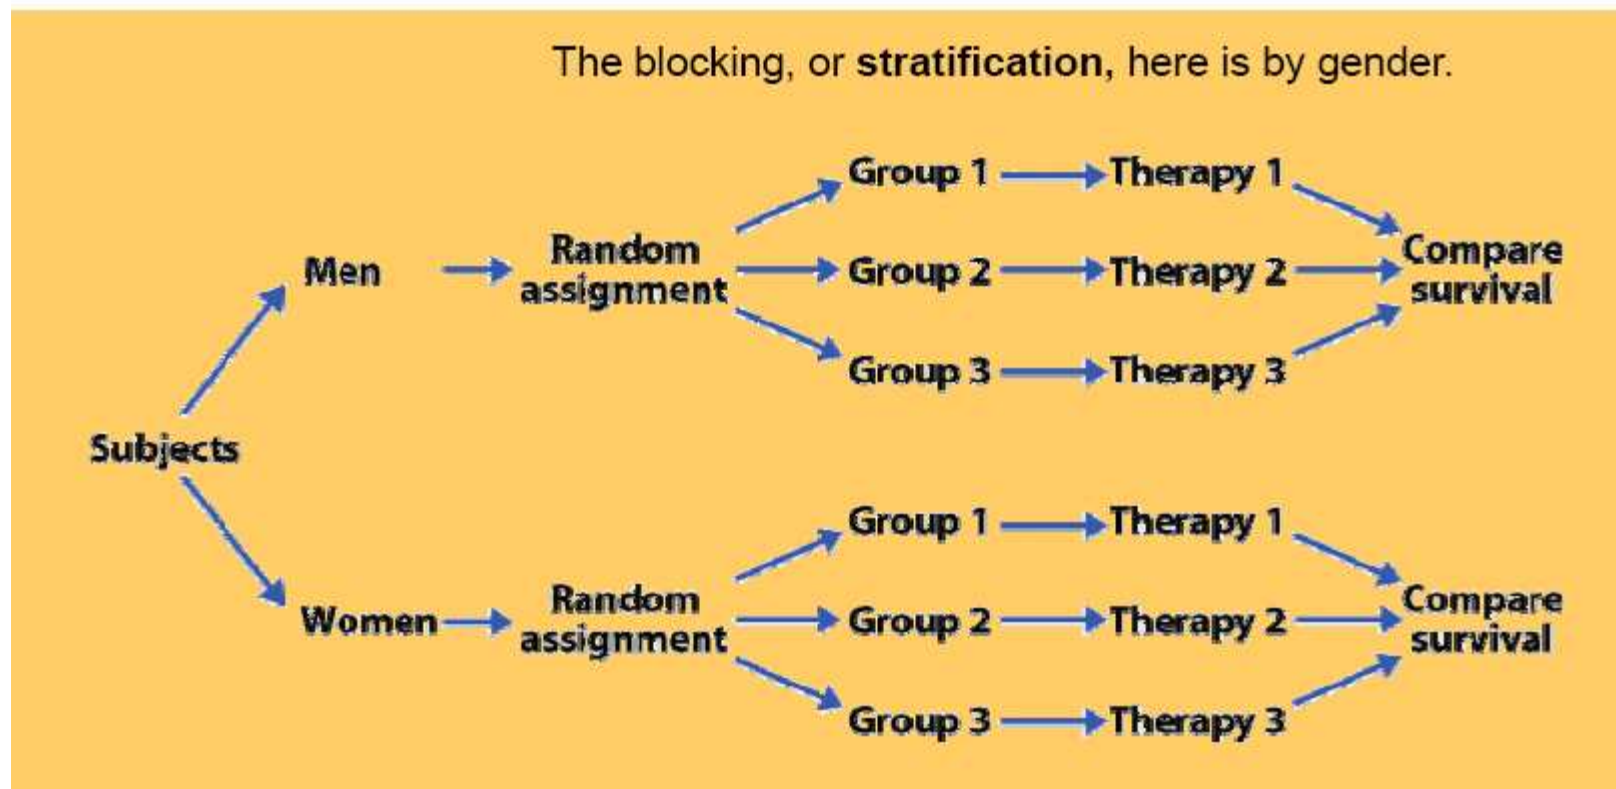 The blocking, or stratification, here is by gender.
Subjects
Men
Random
assignment
Group 1
Therapy 1
Group 2
Therapy 2
Group 3
Therapy 3
Compare
survival
Women
Random
assignment
Group 1
Therapy 1
Group 2
Therapy 2
Group 3
Therapy 3
Compare
survival